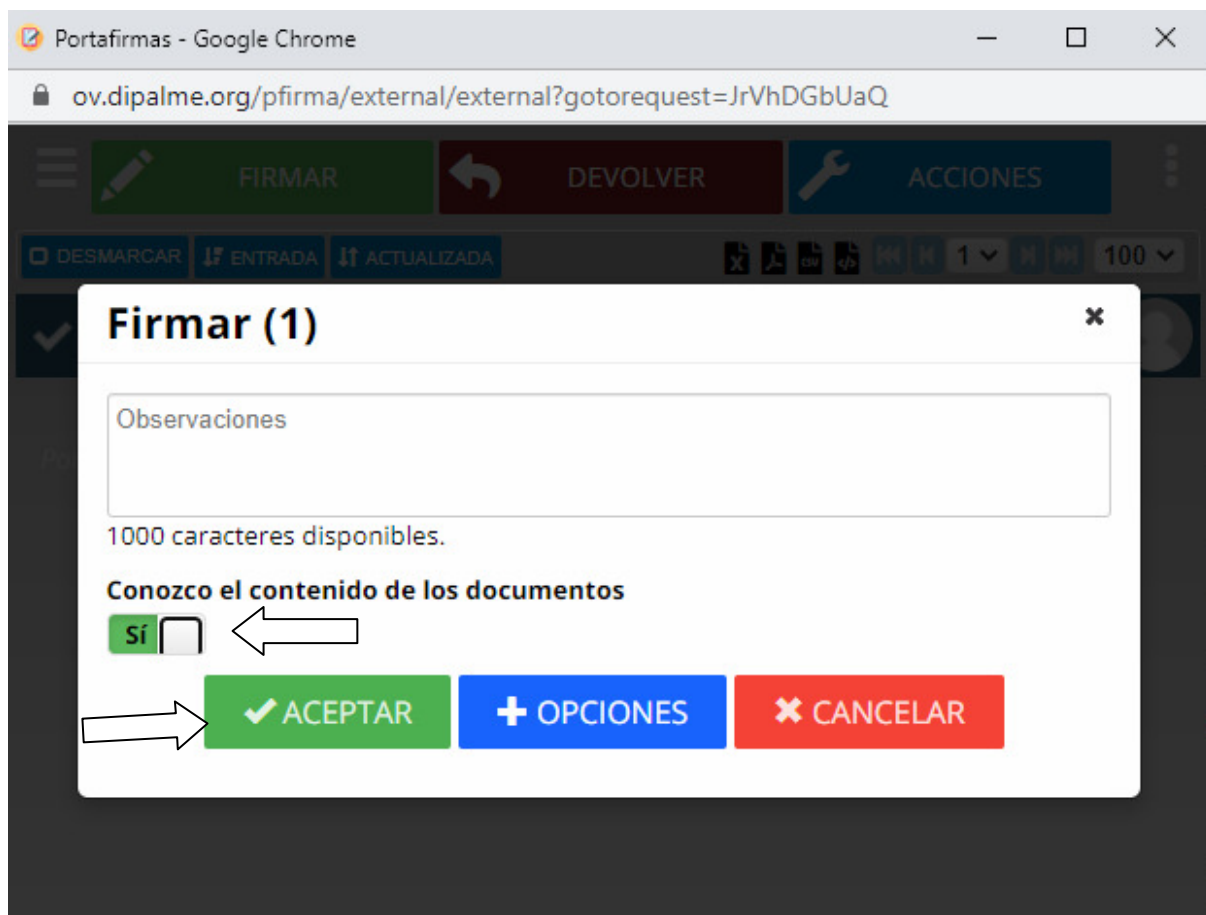 Portafirmas - Google Chrome
ov.dipalme.org/pfirma/external/external?gotorequest=JrVhDGbUaQ
FIRMAR DEVOLVER ACCIONES
DESMARCAR ENTRADA ACTUALIZADA 1 100
Firmar (1)
Observaciones
1000 caracteres disponibles.
Conozco el contenido de los documentos
Sí
ACEPTAR OPCIONES CANCELAR